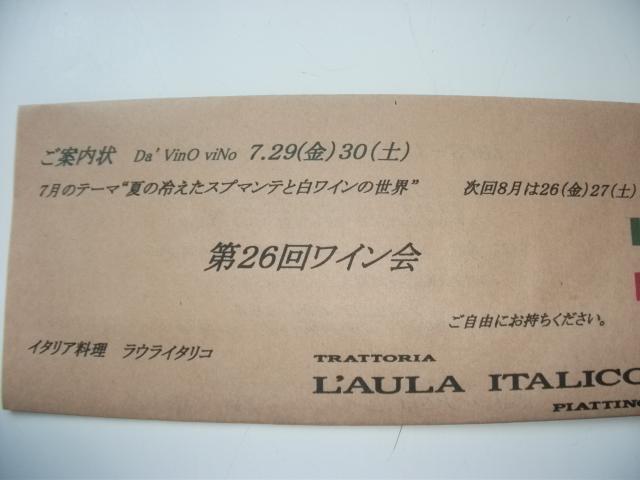 ご案内状 Da' VinO viNo 7.29(金)30(土)
7月のテーマ“夏の冷えたスプマンテと白ワインの世界” 次回8月は26(金)27(土)
第26回ワイン会
ご自由にお持ちください。
イタリア料理 ラウライタリコ
TRATTORIA
L'AULA ITALICO
PIATTINO